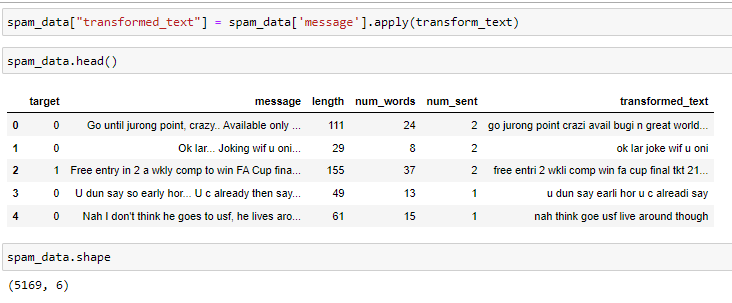 spam_data["transformed_text"] = spam_data['message'].apply(transform_text)
spam_data.head()
target message length num_words num_sent transformed_text
0 0 Go until jurong point, crazy.. Available only ... 111 24 2 go jurong point crazi avail bugi n great world...
1 0 Ok lar... Joking wif u oni... 29 8 2 ok lar joke wif u oni
2 1 Free entry in 2 a wkly comp to win FA Cup fina... 155 37 2 free entri 2 wkli comp win fa cup final tkt 21...
3 0 U dun say so early hor... U c already then say... 49 13 1 u dun say earli hor u c alreadi say
4 0 Nah I don't think he goes to usf, he lives aro... 61 15 1 nah think goe usf live around though
spam_data.shape
(5169, 6)